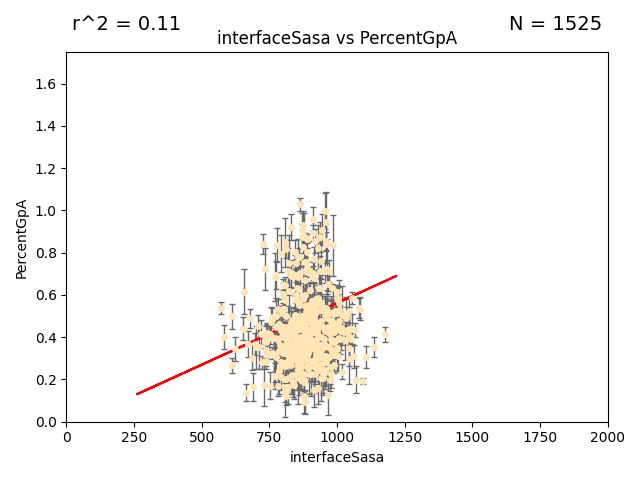 r^2 = 0.11
N = 1525
interfaceSasa vs PercentGpA
1.6
1.4
1.2
1.0
0.8
0.6
0.4
0.2
0.0
PercentGpA
0 250 500 750 1000 1250 1500 1750 2000
interfaceSasa